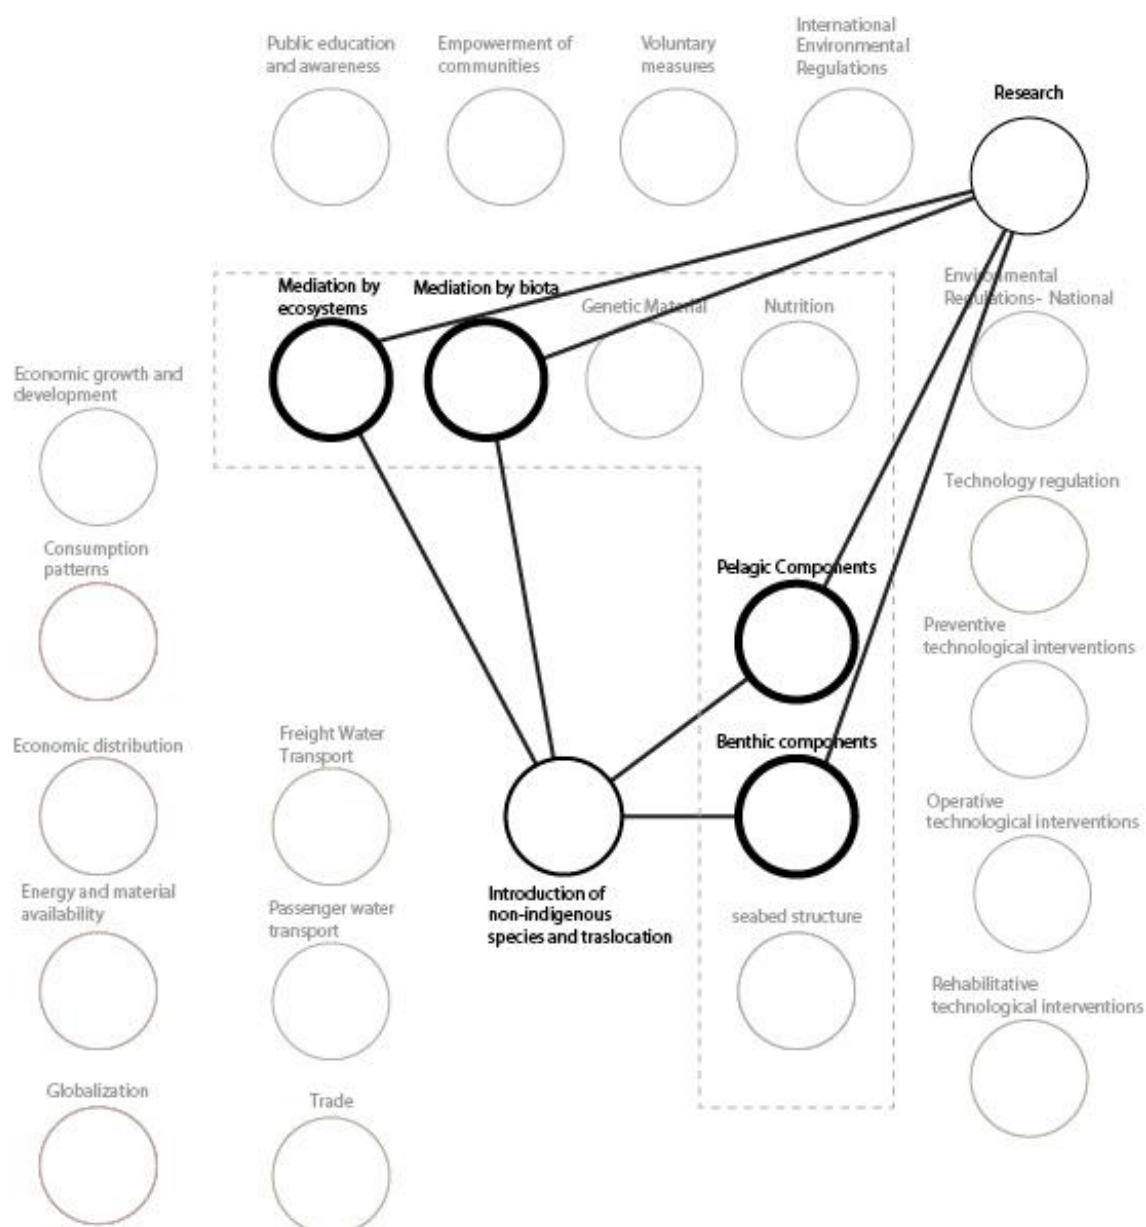 Public education
and awareness
Empowerment of
communities
Voluntary
measures
International
Environmental
Regulations
Research
Mediation by
ecosystems
Mediation by biota
Genetic Material
Nutrition
Environmental
Regulations- National
Economic growth and
development
Technology regulation
Consumption
patterns
Pelagic Components
Preventive
technological interventions
Economic distribution
Freight Water
Transport
Benthic components
Operative
technological interventions
Energy and material
availability
Passenger water
transport
Introduction of
non-indigenous
species and traslocation
seabed structure
Rehabilitative
technological interventions
Globalization
Trade